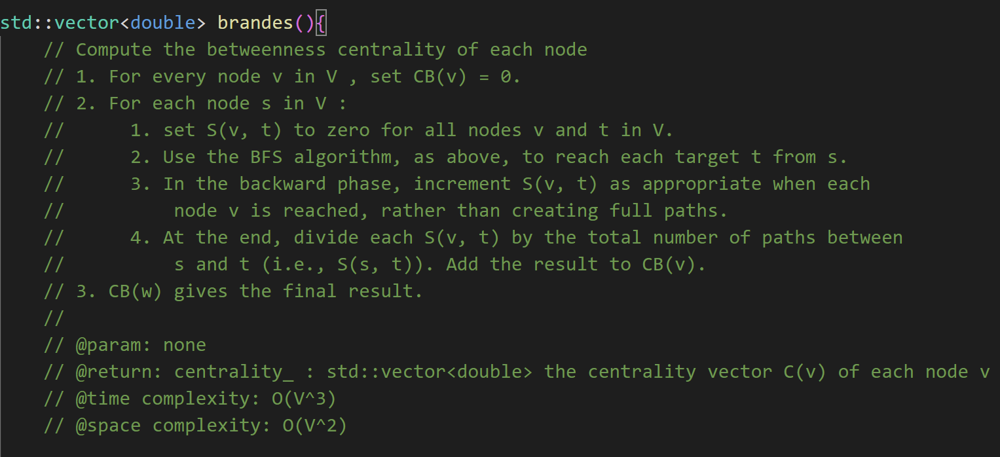 std::vector<double> brandes(){
// Compute the betweenness centrality of each node
// 1. For every node v in V , set CB(v) = 0.
// 2. For each node s in V :
//      1. set S(v, t) to zero for all nodes v and t in V.
//      2. Use the BFS algorithm, as above, to reach each target t from s.
//      3. In the backward phase, increment S(v, t) as appropriate when each
//          node v is reached, rather than creating full paths.
//      4. At the end, divide each S(v, t) by the total number of paths between
//          s and t (i.e., S(s, t)). Add the result to CB(v).
// 3. CB(w) gives the final result.
//
// @param: none
// @return: centrality_ : std::vector<double> the centrality vector C(v) of each node v
// @time complexity: O(V^3)
// @space complexity: O(V^2)